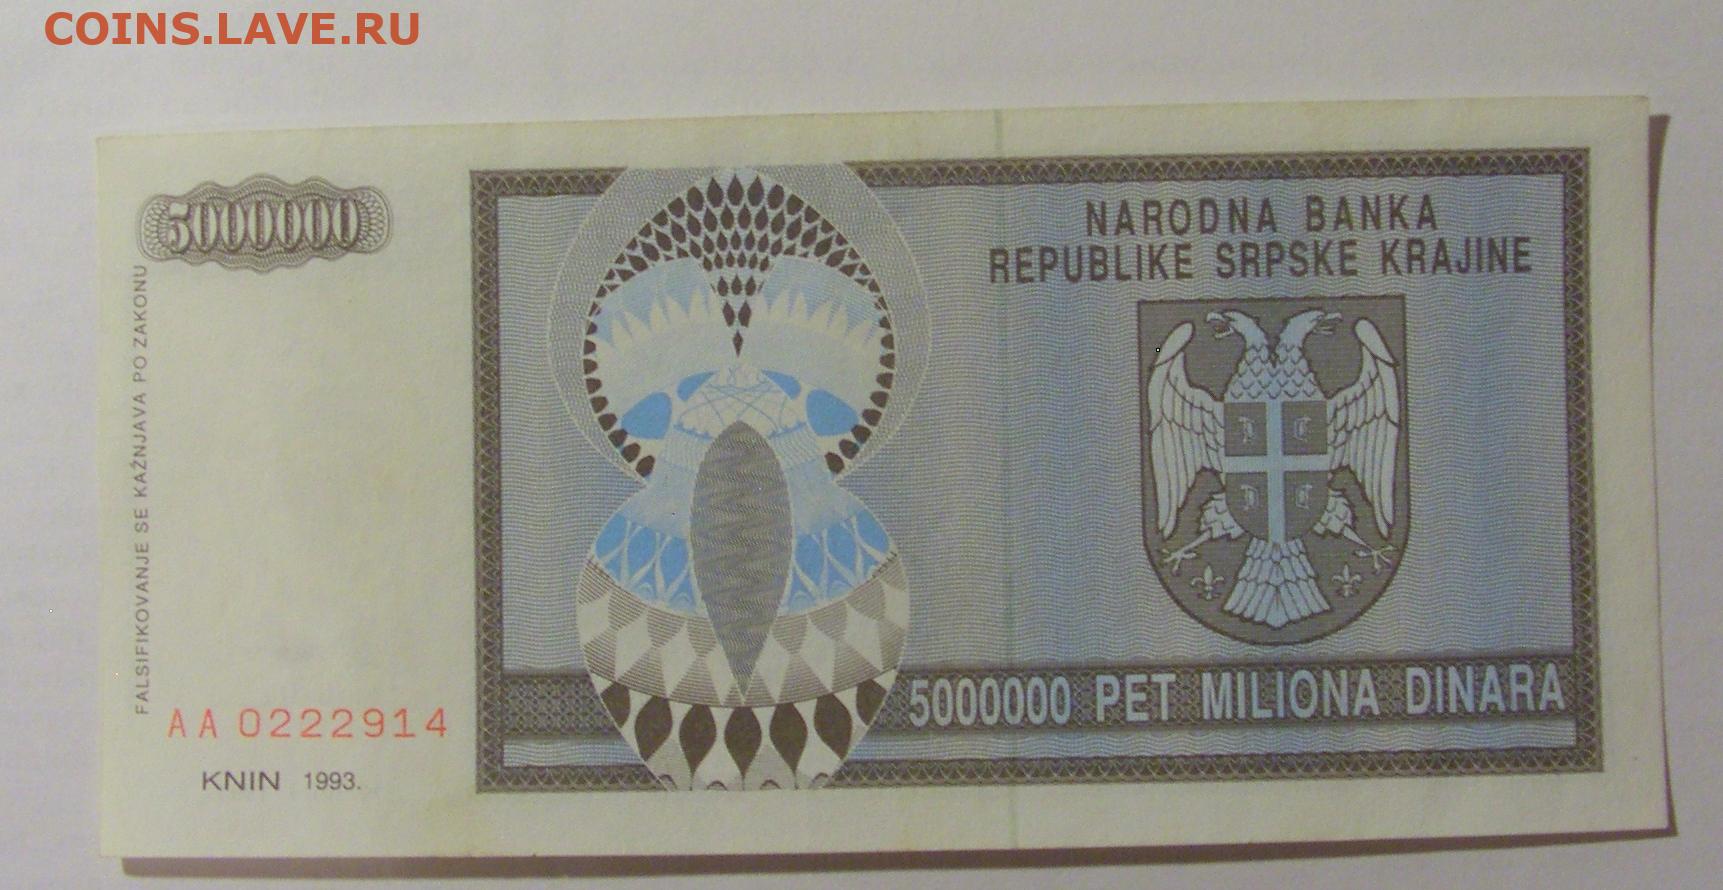 COINS.LAVE.RU
5000000
NARODNA BANKA
REPUBLIKE SRPSKE KRAJINE
FALSIFIKOVANJE SE KAŽNJAVA PO ZAKONU
5000000 PET MILIONA DINARA
AA 0222914
KNIN 1993.